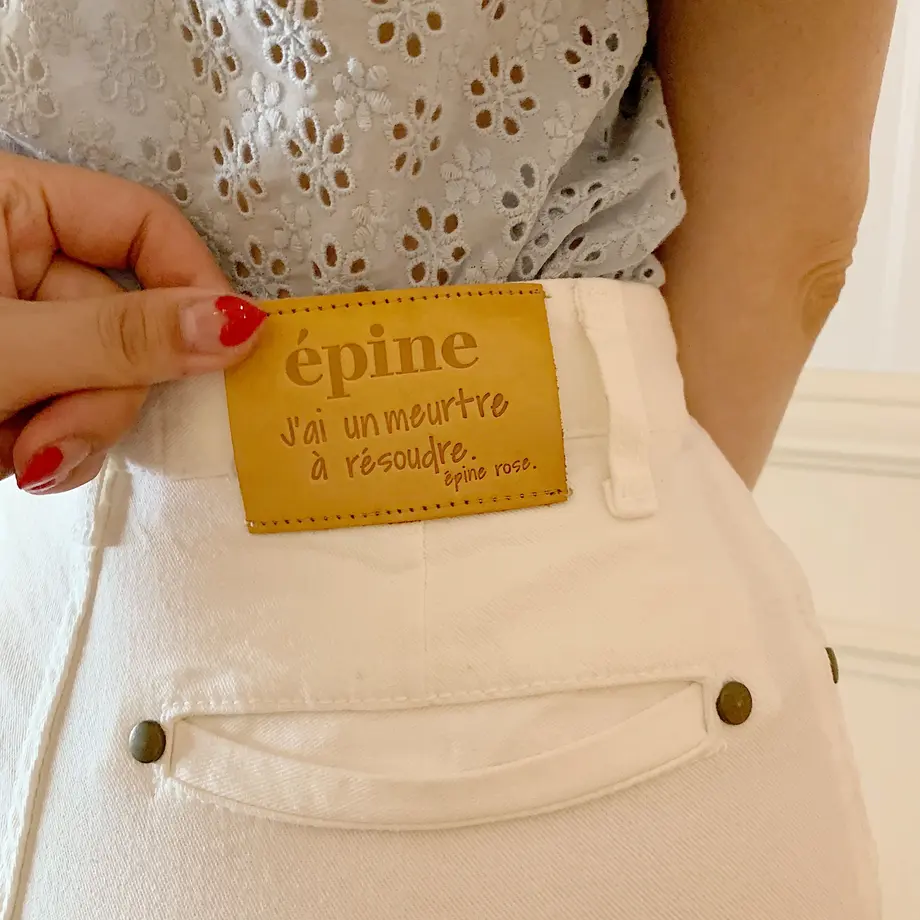 épine
J'ai un meurtre
à résoudre.
épine rose.